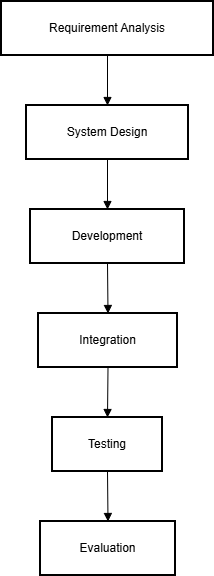 Requirement Analysis
System Design
Development
Integration
Testing
Evaluation